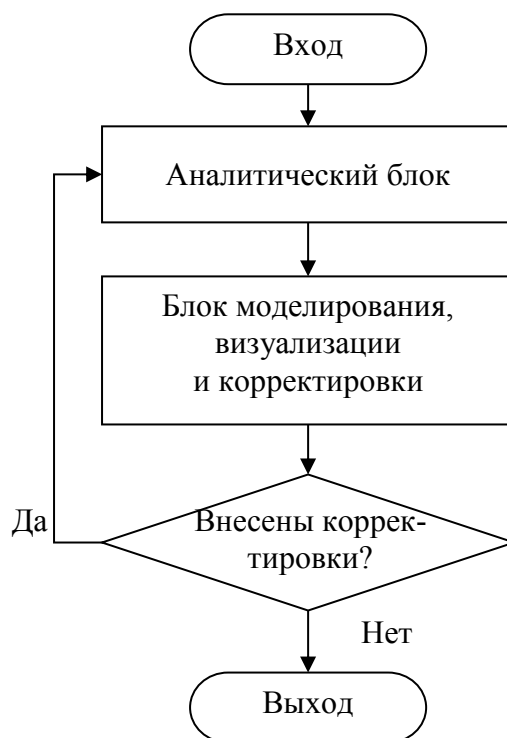 Вход
Аналитический блок
Блок моделирования,
визуализации
и корректировки
Да
Внесены коррек-
тировки?
Нет
Выход